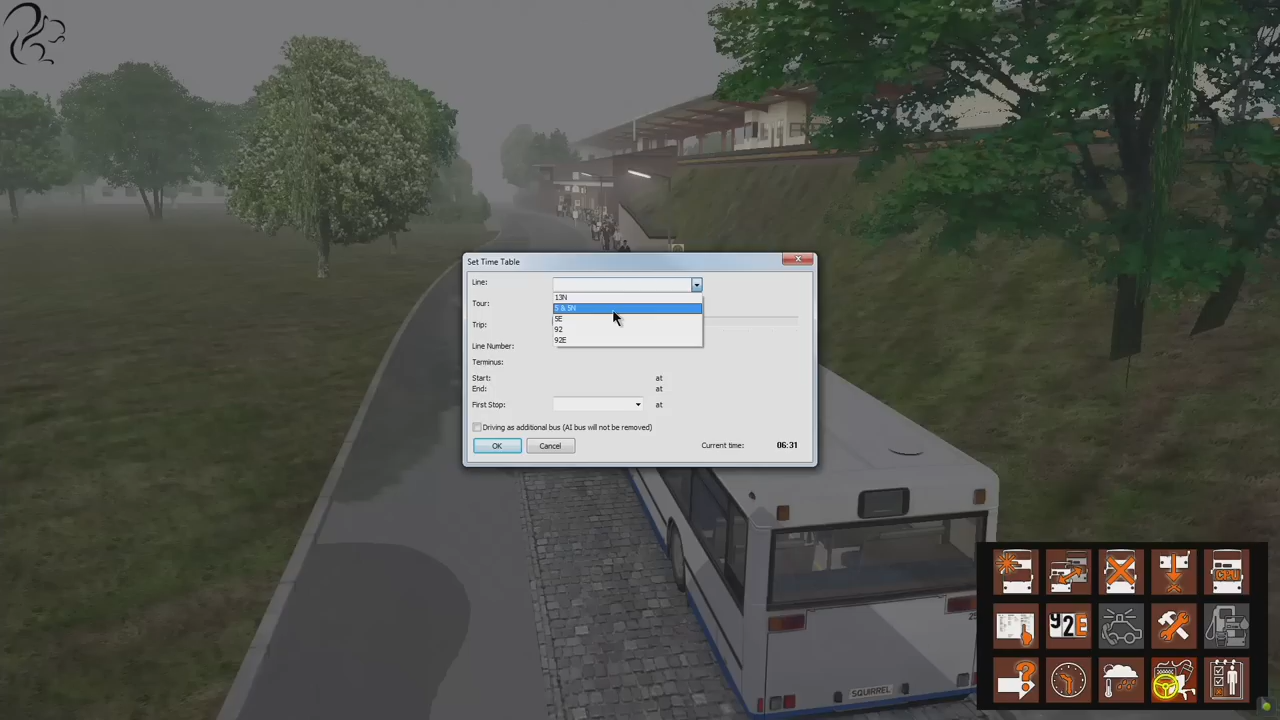 Set Time Table
Line:
13N
5 & 5N
5E
92
92E
Tour:
Trip:
Line Number:
Terminus:
Start: at
End: at
First Stop: at
Driving as additional bus (AI bus will not be removed)
OK Cancel Current time: 06:31
CPU
92E
SQUIRREL